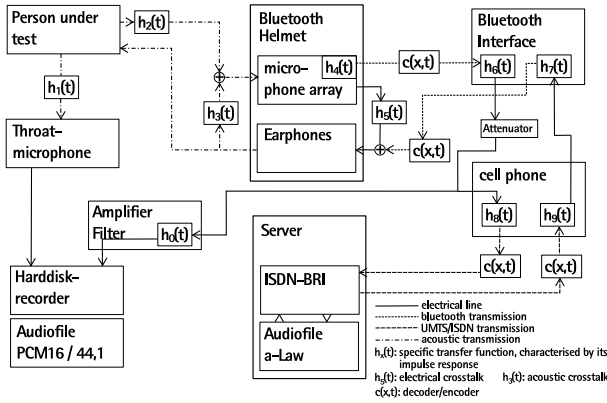 Person under
test
h2(t)
h1(t)
Throat-
microphone
h3(t)
Bluetooth
Helmet
micro-
phone array
h4(t)
h5(t)
Earphones
c(x,t)
c(x,t)
Bluetooth
Interface
h6(t)
h7(t)
Attenuator
cell phone
h8(t)
h9(t)
c(x,t)
c(x,t)
Amplifier
Filter
h0(t)
Harddisk-
recorder
Audiofile
PCM16 / 44,1
Server
ISDN-BRI
Audiofile
a-Law
electrical line
bluetooth transmission
UMTS/ISDN transmission
acoustic transmission
hx(t): specific transfer function, characterised by its
impulse response
h5(t): electrical crosstalk h3(t): acoustic crosstalk
c(x,t): decoder/encoder